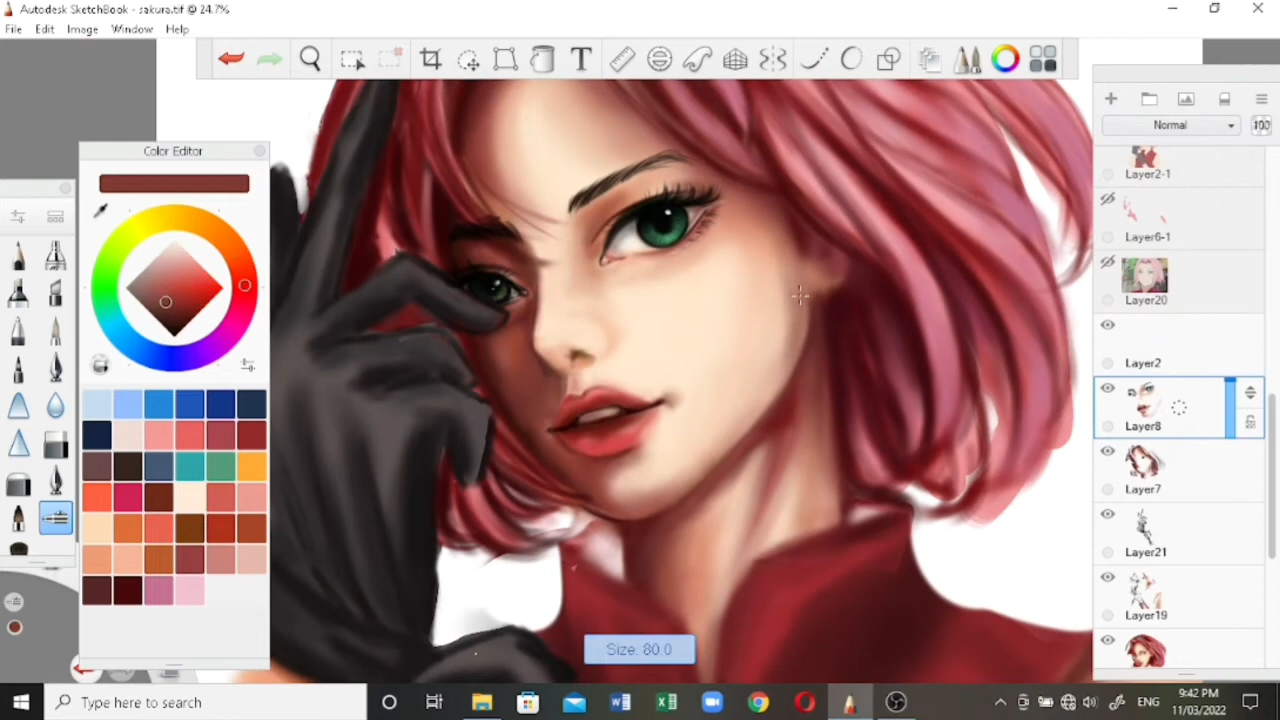 Autodesk SketchBook - sakura.tif @ 24.7%
File Edit Image Window Help
T
Color Editor
Normal
100
Layer2-1
Layer6-1
Layer20
Layer2
Layer8
Layer7
Layer21
Layer19
Size: 80.0
Type here to search
ENG
9:42 PM
11/03/2022